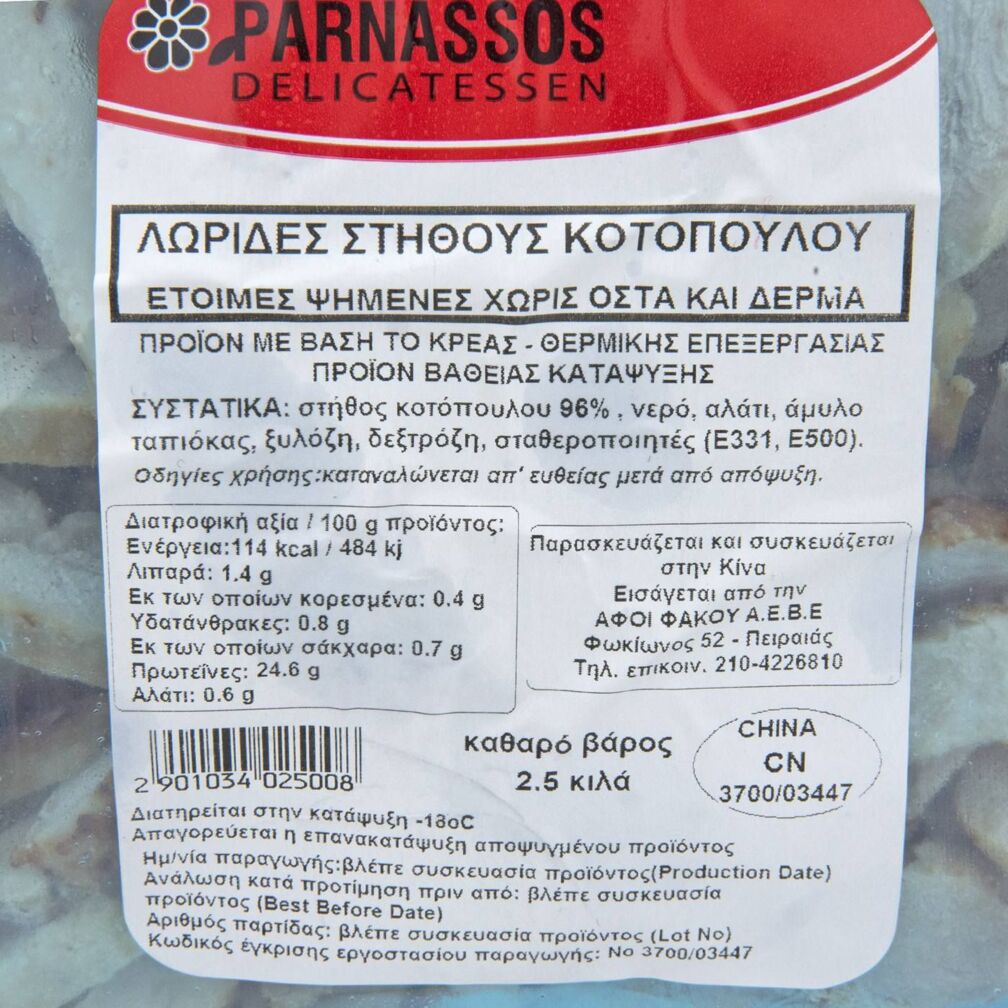 PARNASSOS
DELICATESSEN
ΛΩΡΙΔΕΣ ΣΤΗΘΟΥΣ ΚΟΤΟΠΟΥΛΟΥ
ΕΤΟΙΜΕΣ ΨΗΜΕΝΕΣ ΧΩΡΙΣ ΟΣΤΑ ΚΑΙ ΔΕΡΜΑ
ΠΡΟΪΟΝ ΜΕ ΒΑΣΗ ΤΟ ΚΡΕΑΣ - ΘΕΡΜΙΚΗΣ ΕΠΕΞΕΡΓΑΣΙΑΣ
ΠΡΟΪΟΝ ΒΑΘΕΙΑΣ ΚΑΤΑΨΥΞΗΣ
ΣΥΣΤΑΤΙΚΑ: στήθος κοτόπουλου 96% , νερό, αλάτι, άμυλο
ταπιόκας, ξυλόζη, δεξτρόζη, σταθεροποιητές (Ε331, Ε500).
Οδηγίες χρήσης:καταναλώνεται απ' ευθείας μετά από απόψυξη.
Διατροφική αξία / 100 g προϊόντος:
Ενέργεια:114 kcal / 484 kj
Λιπαρά: 1.4 g
Εκ των οποίων κορεσμένα: 0.4 g
Υδατάνθρακες: 0.8 g
Εκ των οποίων σάκχαρα: 0.7 g
Πρωτεΐνες: 24.6 g
Αλάτι: 0.6 g
Παρασκευάζεται και συσκευάζεται
στην Κίνα
Εισάγεται από την
ΑΦΟΙ ΦΑΚΟΥ Α.Ε.Β.Ε
Φωκίωνος 52 - Πειραιάς
Τηλ. επικοιν. 210-4226810
2 901034 025008
καθαρό βάρος
2.5 κιλά
CHINA
CN
3700/03447
Διατηρείται στην κατάψυξη -18oC
Απαγορεύεται η επανακατάψυξη αποψυγμένου προϊόντος
Ημ/νία παραγωγής:βλέπε συσκευασία προϊόντος(Production Date)
Ανάλωση κατά προτίμηση πριν από: βλέπε συσκευασία
προϊόντος (Best Before Date)
Αριθμός παρτίδας: βλέπε συσκευασία προϊόντος (Lot No)
Κωδικός έγκρισης εργοστασίου παραγωγής: No 3700/03447